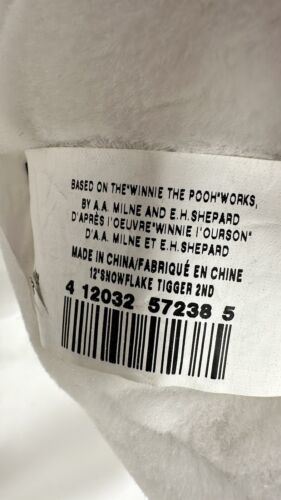 BASED ON THE "WINNIE THE POOH" WORKS,
BY A.A. MILNE AND E.H.SHEPARD
D'APRÈS l'OEUVRE "WINNIE l'OURSON"
D'A.A. MILNE ET E.H.SHEPARD
MADE IN CHINA/FABRIQUÉ EN CHINE
12"SNOWFLAKE TIGGER 2ND
4 12032 57238 5